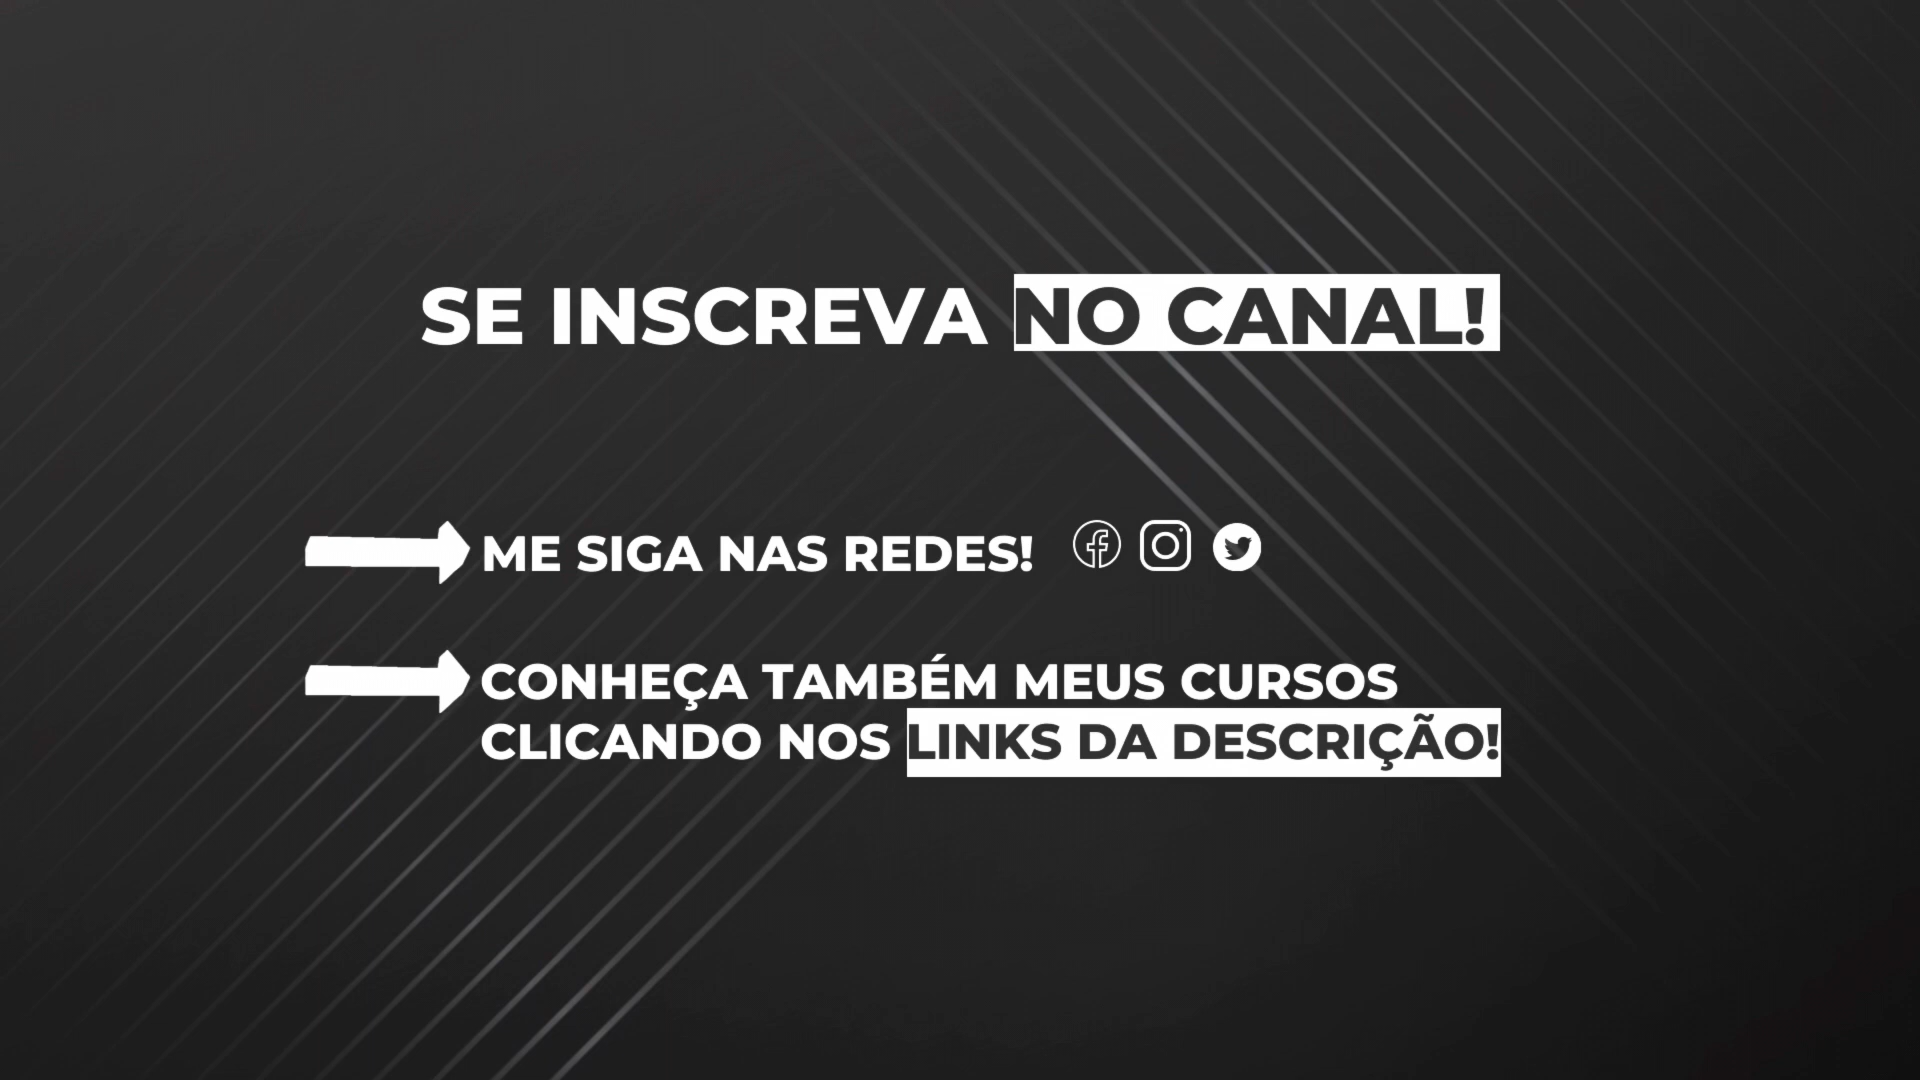 SE INSCREVA NO CANAL!
ME SIGA NAS REDES!
CONHEÇA TAMBÉM MEUS CURSOS
CLICANDO NOS LINKS DA DESCRIÇÃO!